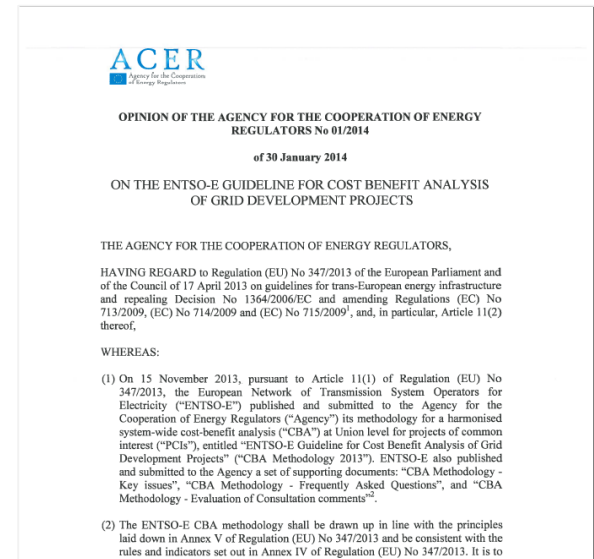 ACER
Agency for the Cooperation
of Energy Regulators
OPINION OF THE AGENCY FOR THE COOPERATION OF ENERGY
REGULATORS No 01/2014
of 30 January 2014
ON THE ENTSO-E GUIDELINE FOR COST BENEFIT ANALYSIS
OF GRID DEVELOPMENT PROJECTS
THE AGENCY FOR THE COOPERATION OF ENERGY REGULATORS,
HAVING REGARD to Regulation (EU) No 347/2013 of the European Parliament and
of the Council of 17 April 2013 on guidelines for trans-European energy infrastructure
and repealing Decision No 1364/2006/EC and amending Regulations (EC) No
713/2009, (EC) No 714/2009 and (EC) No 715/2009¹, and, in particular, Article 11(2)
thereof,
WHEREAS:
(1) On 15 November 2013, pursuant to Article 11(1) of Regulation (EU) No
347/2013, the European Network of Transmission System Operators for
Electricity (“ENTSO-E”) published and submitted to the Agency for the
Cooperation of Energy Regulators (“Agency”) its methodology for a harmonised
system-wide cost-benefit analysis (“CBA”) at Union level for projects of common
interest (“PCIs”), entitled “ENTSO-E Guideline for Cost Benefit Analysis of Grid
Development Projects” (“CBA Methodology 2013”). ENTSO-E also published
and submitted to the Agency a set of supporting documents: “CBA Methodology -
Key issues”, “CBA Methodology - Frequently Asked Questions”, and “CBA
Methodology - Evaluation of Consultation comments”².
(2) The ENTSO-E CBA methodology shall be drawn up in line with the principles
laid down in Annex V of Regulation (EU) No 347/2013 and be consistent with the
rules and indicators set out in Annex IV of Regulation (EU) No 347/2013. It is to